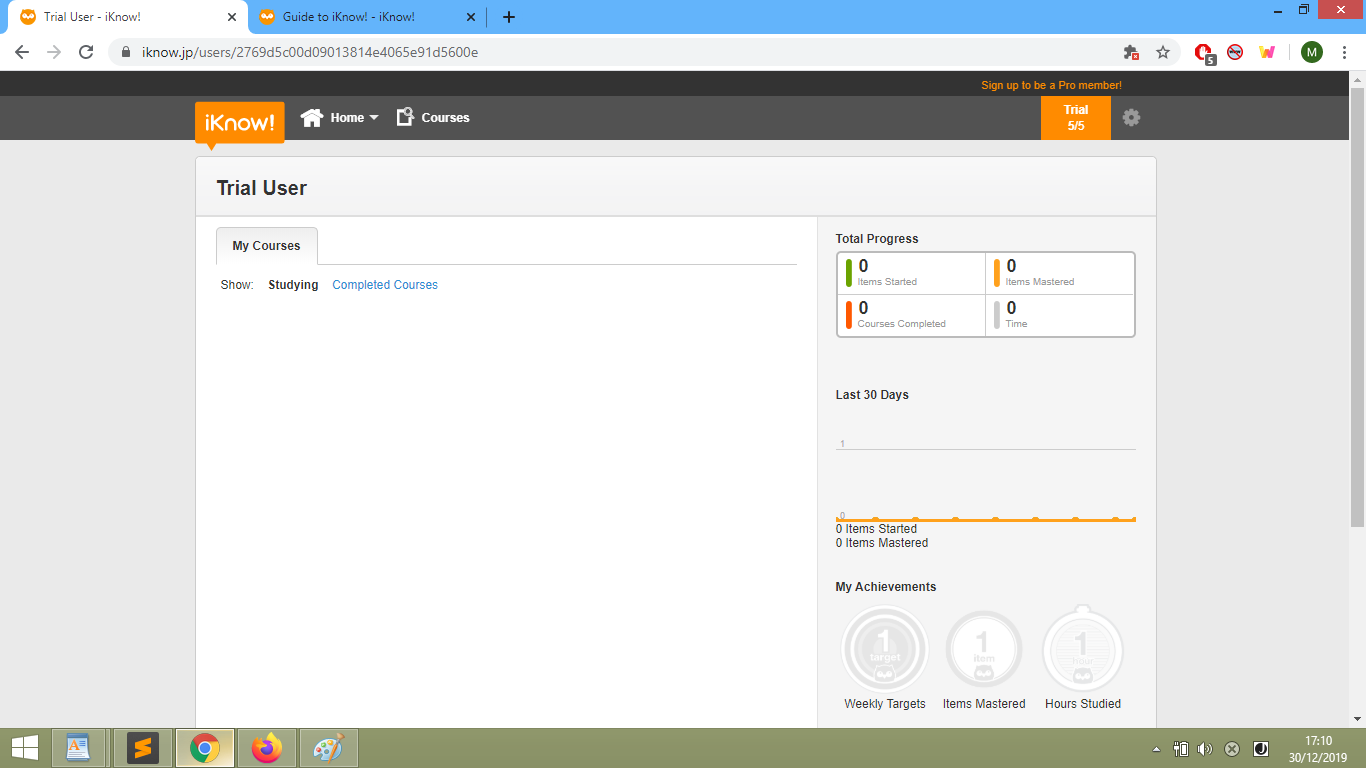 Trial User - iKnow!
Guide to iKnow! - iKnow!
iknow.jp/users/2769d5c00d09013814e4065e91d5600e
5
M
Sign up to be a Pro member!
iKnow!
Home
Courses
Trial
5/5
Trial User
My Courses
Show: Studying Completed Courses
Total Progress
0
Items Started
0
Items Mastered
0
Courses Completed
0
Time
Last 30 Days
1
0
0 Items Started
0 Items Mastered
My Achievements
1
target
1
item
1
hour
Weekly Targets
Items Mastered
Hours Studied
17:10
30/12/2019